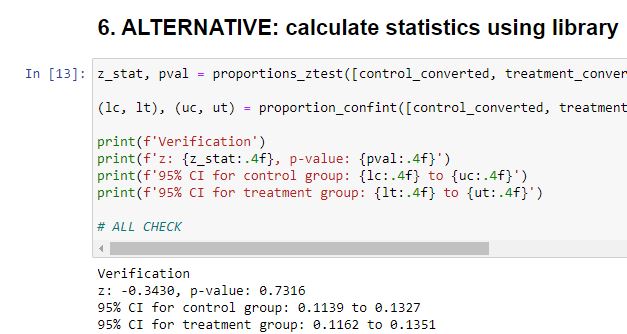 6. ALTERNATIVE: calculate statistics using library
In [13]: z_stat, pval = proportions_ztest([control_converted, treatment_conver
(lc, lt), (uc, ut) = proportion_confint([control_converted, treatment
print(f'Verification')
print(f'z: {z_stat:.4f}, p-value: {pval:.4f}')
print(f'95% CI for control group: {lc:.4f} to {uc:.4f}')
print(f'95% CI for treatment group: {lt:.4f} to {ut:.4f}')
# ALL CHECK
Verification
z: -0.3430, p-value: 0.7316
95% CI for control group: 0.1139 to 0.1327
95% CI for treatment group: 0.1162 to 0.1351